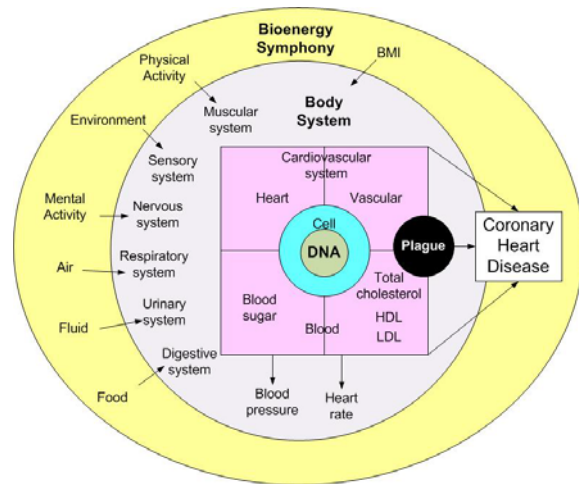 Bioenergy
Symphony
Physical
Activity
BMI
Body
System
Muscular
system
Environment
Sensory
system
Cardiovascular
system
Heart
Vascular
Mental
Activity
Nervous
system
Cell
DNA
Plague
Coronary
Heart
Disease
Air
Respiratory
system
Total
cholesterol
HDL
LDL
Blood
sugar
Blood
Urinary
system
Fluid
Digestive
system
Food
Blood
pressure
Heart
rate